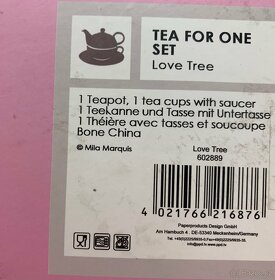 TEA FOR ONE
SET
Love Tree
1 Teapot, 1 tea cups with saucer
1 Teekanne und Tasse mit Untertasse
1 Théière avec tasses et soucoupe
Bone China
© Mila Marquis
Love Tree
602889
4 021766 216876
Paperproducts Design GmbH
Am Hambuch 4 . DE-53340 Meckenheim/Germany